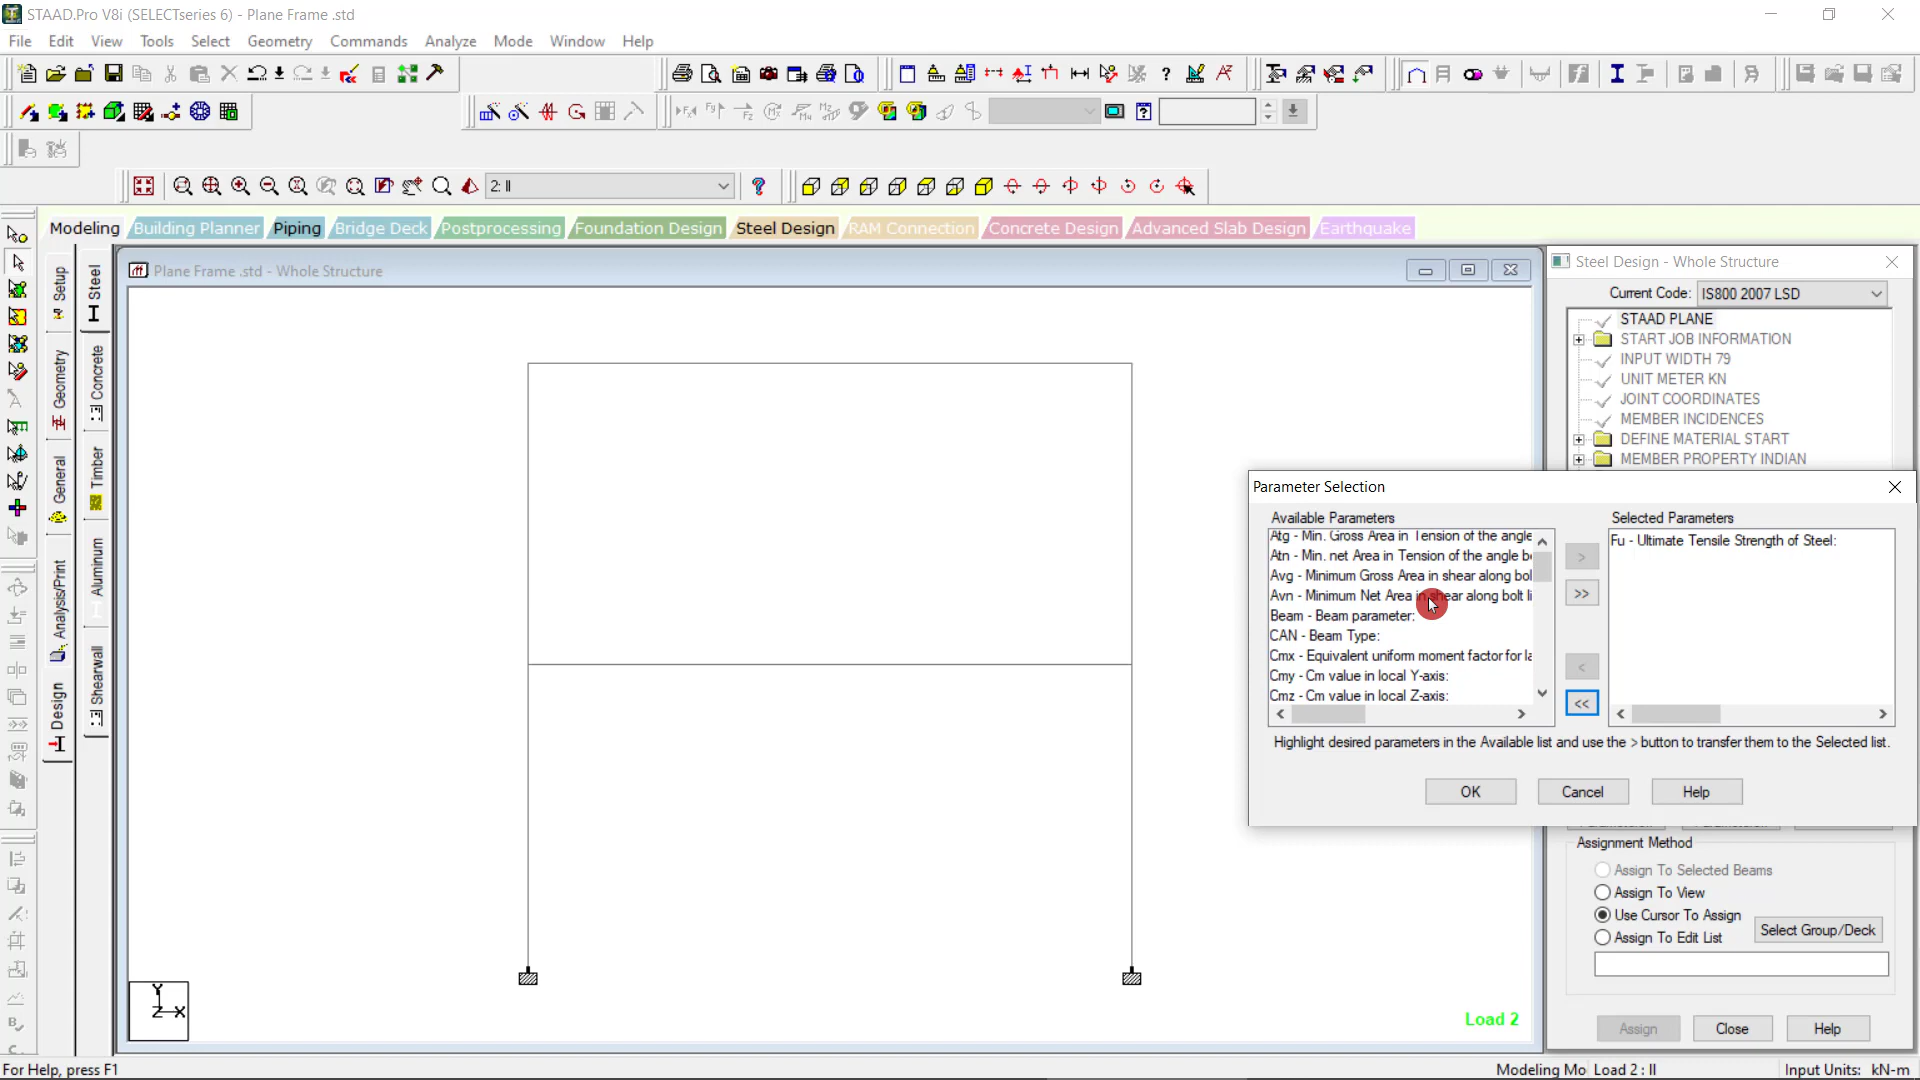 STAAD.Pro V8i (SELECTseries 6) - Plane Frame .std
File Edit View Tools Select Geometry Commands Analyze Mode Window Help
2: II
Modeling Building Planner Piping Bridge Deck Postprocessing Foundation Design Steel Design RAM Connection Concrete Design Advanced Slab Design Earthquake
Setup
Geometry
General
Analysis/Print
Design
Steel
Concrete
Timber
Aluminum
Shearwall
Plane Frame .std - Whole Structure
Load 2
Y
Z X
Steel Design - Whole Structure
Current Code: IS800 2007 LSD
STAAD PLANE
START JOB INFORMATION
INPUT WIDTH 79
UNIT METER KN
JOINT COORDINATES
MEMBER INCIDENCES
DEFINE MATERIAL START
MEMBER PROPERTY INDIAN
Parameter Selection
Available Parameters
Atg - Min. Gross Area in Tension of the angle
Atn - Min. net Area in Tension of the angle b
Avg - Minimum Gross Area in shear along bol
Avn - Minimum Net Area in shear along bolt li
Beam - Beam parameter:
CAN - Beam Type:
Cmx - Equivalent uniform moment factor for la
Cmy - Cm value in local Y-axis:
Cmz - Cm value in local Z-axis:
>
>>
<
<<
Selected Parameters
Fu - Ultimate Tensile Strength of Steel:
Highlight desired parameters in the Available list and use the > button to transfer them to the Selected list.
OK Cancel Help
Assignment Method
Assign To Selected Beams
Assign To View
Use Cursor To Assign
Assign To Edit List
Select Group/Deck
Assign Close Help
For Help, press F1
Modeling Mo Load 2 : II Input Units: kN-m